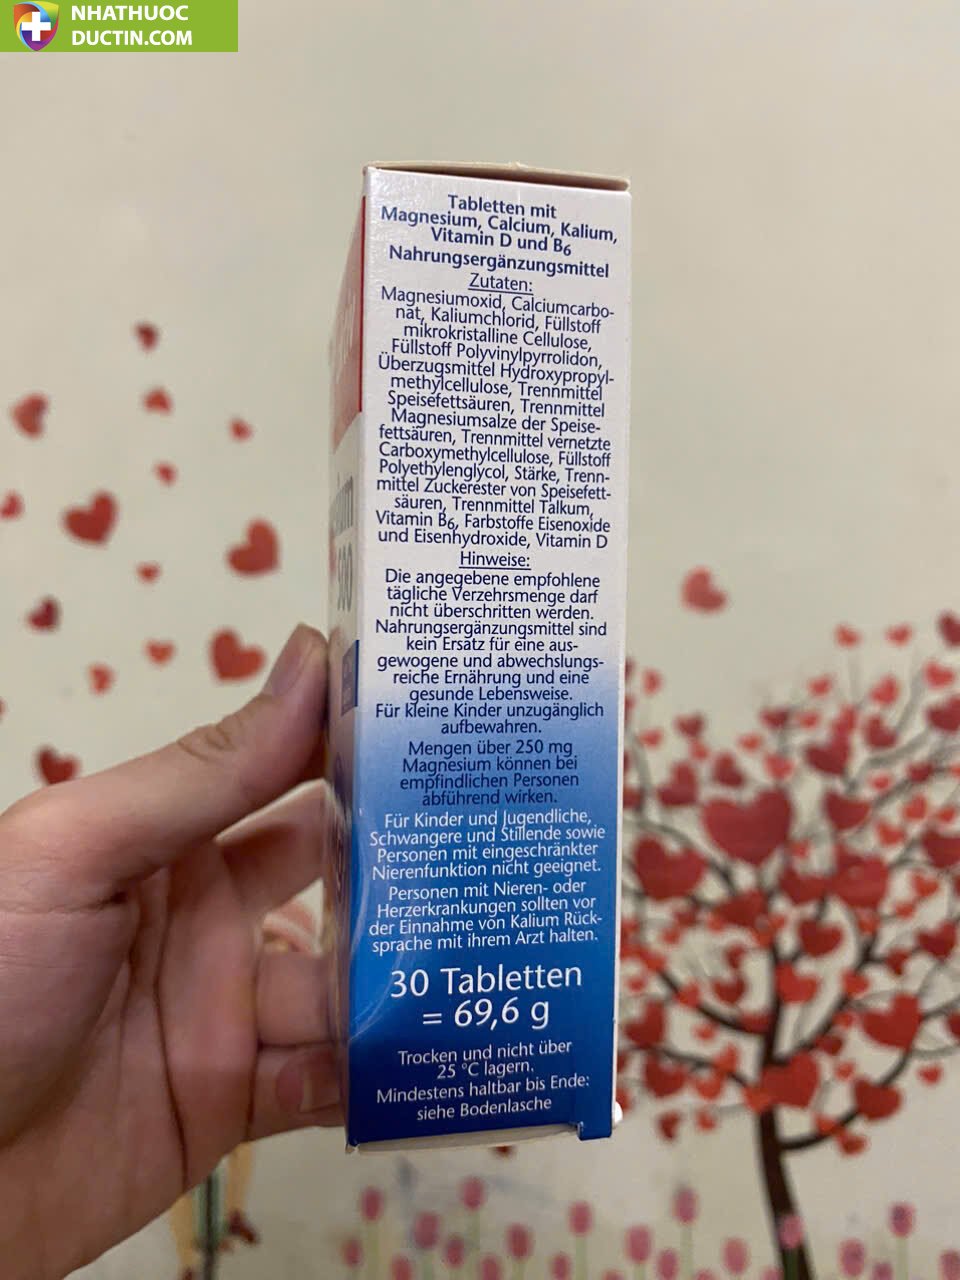 NHATHUOC
DUCTIN.COM
Tabletten mit
Magnesium, Calcium, Kalium,
Vitamin D und B6
Nahrungsergänzungsmittel
Zutaten:
Magnesiumoxid, Calciumcarbo-
nat, Kaliumchlorid, Füllstoff
mikrokristalline Cellulose,
Füllstoff Polyvinylpyrrolidon,
Überzugsmittel Hydroxypropyl-
methylcellulose, Trennmittel
Speisefettsäuren, Trennmittel
Magnesiumsalze der Speise-
fettsäuren, Trennmittel vernetzte
Carboxymethylcellulose, Füllstoff
Polyethylenglycol, Stärke, Trenn-
mittel Zuckerester von Speisefett-
säuren, Trennmittel Talkum,
Vitamin B6, Farbstoffe Eisenoxide
und Eisenhydroxide, Vitamin D
Hinweise:
Die angegebene empfohlene
tägliche Verzehrsmenge darf
nicht überschritten werden.
Nahrungsergänzungsmittel sind
kein Ersatz für eine aus-
gewogene und abwechslungs-
reiche Ernährung und eine
gesunde Lebensweise.
Für kleine Kinder unzugänglich
aufbewahren.
Mengen über 250 mg
Magnesium können bei
empfindlichen Personen
abführend wirken.
Für Kinder und Jugendliche,
Schwangere und Stillende sowie
Personen mit eingeschränkter
Nierenfunktion nicht geeignet.
Personen mit Nieren- oder
Herzerkrankungen sollten vor
der Einnahme von Kalium Rück-
sprache mit ihrem Arzt halten.
30 Tabletten
= 69,6 g
Trocken und nicht über
25 °C lagern.
Mindestens haltbar bis Ende:
siehe Bodenlasche